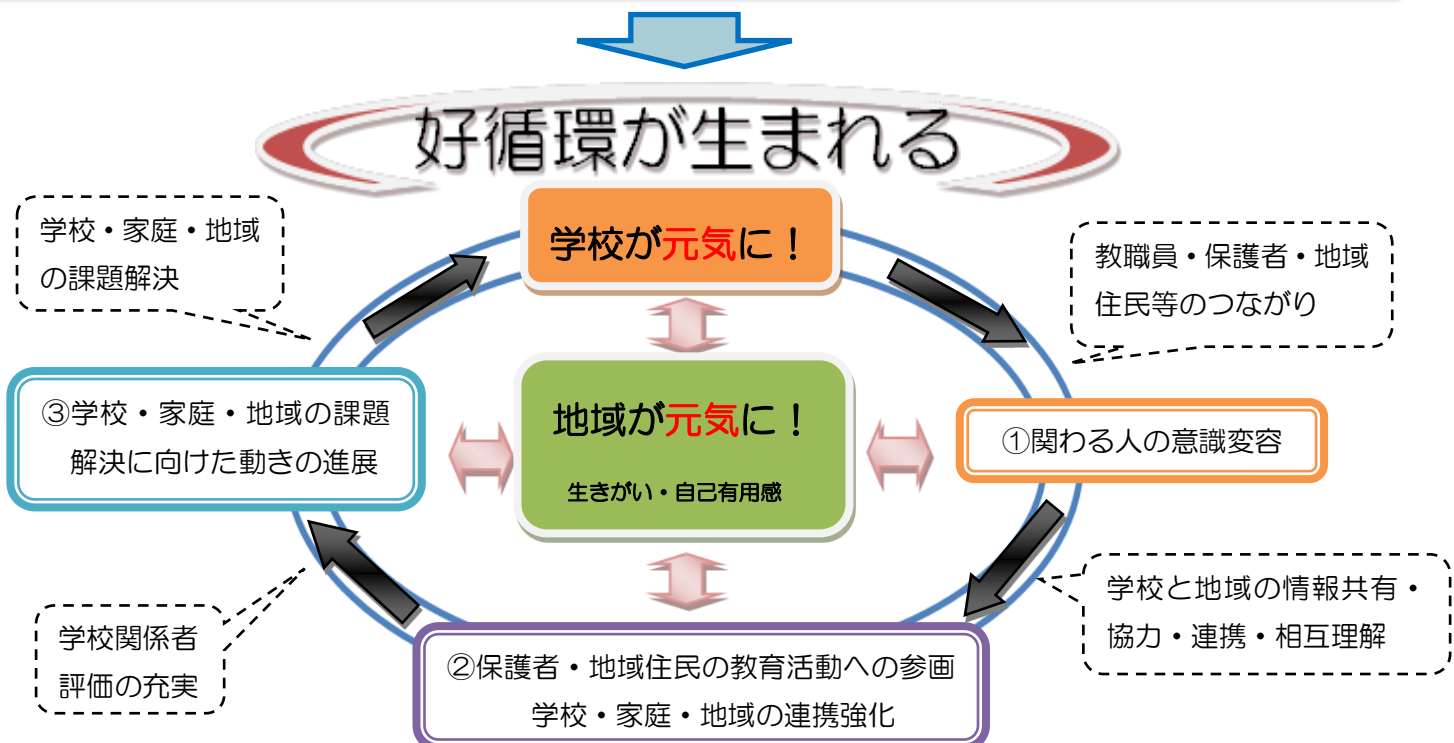 好循環が生まれる
学校が元気に！
学校・家庭・地域
の課題解決
教職員・保護者・地域
住民等のつながり
地域が元気に！
生きがい・自己有用感
③学校・家庭・地域の課題
解決に向けた動きの進展
①関わる人の意識変容
学校と地域の情報共有・
協力・連携・相互理解
学校関係者
評価の充実
②保護者・地域住民の教育活動への参画
学校・家庭・地域の連携強化